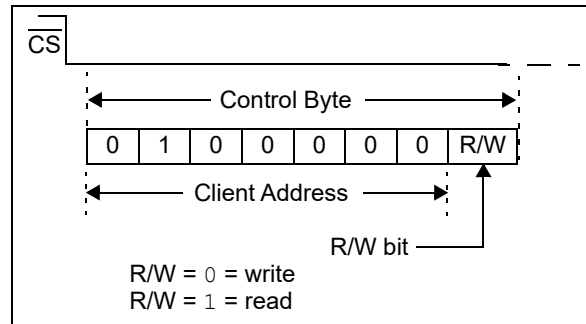 CS
Control Byte
0 1 0 0 0 0 0 R/W
Client Address
R/W bit
R/W = 0 = write
R/W = 1 = read